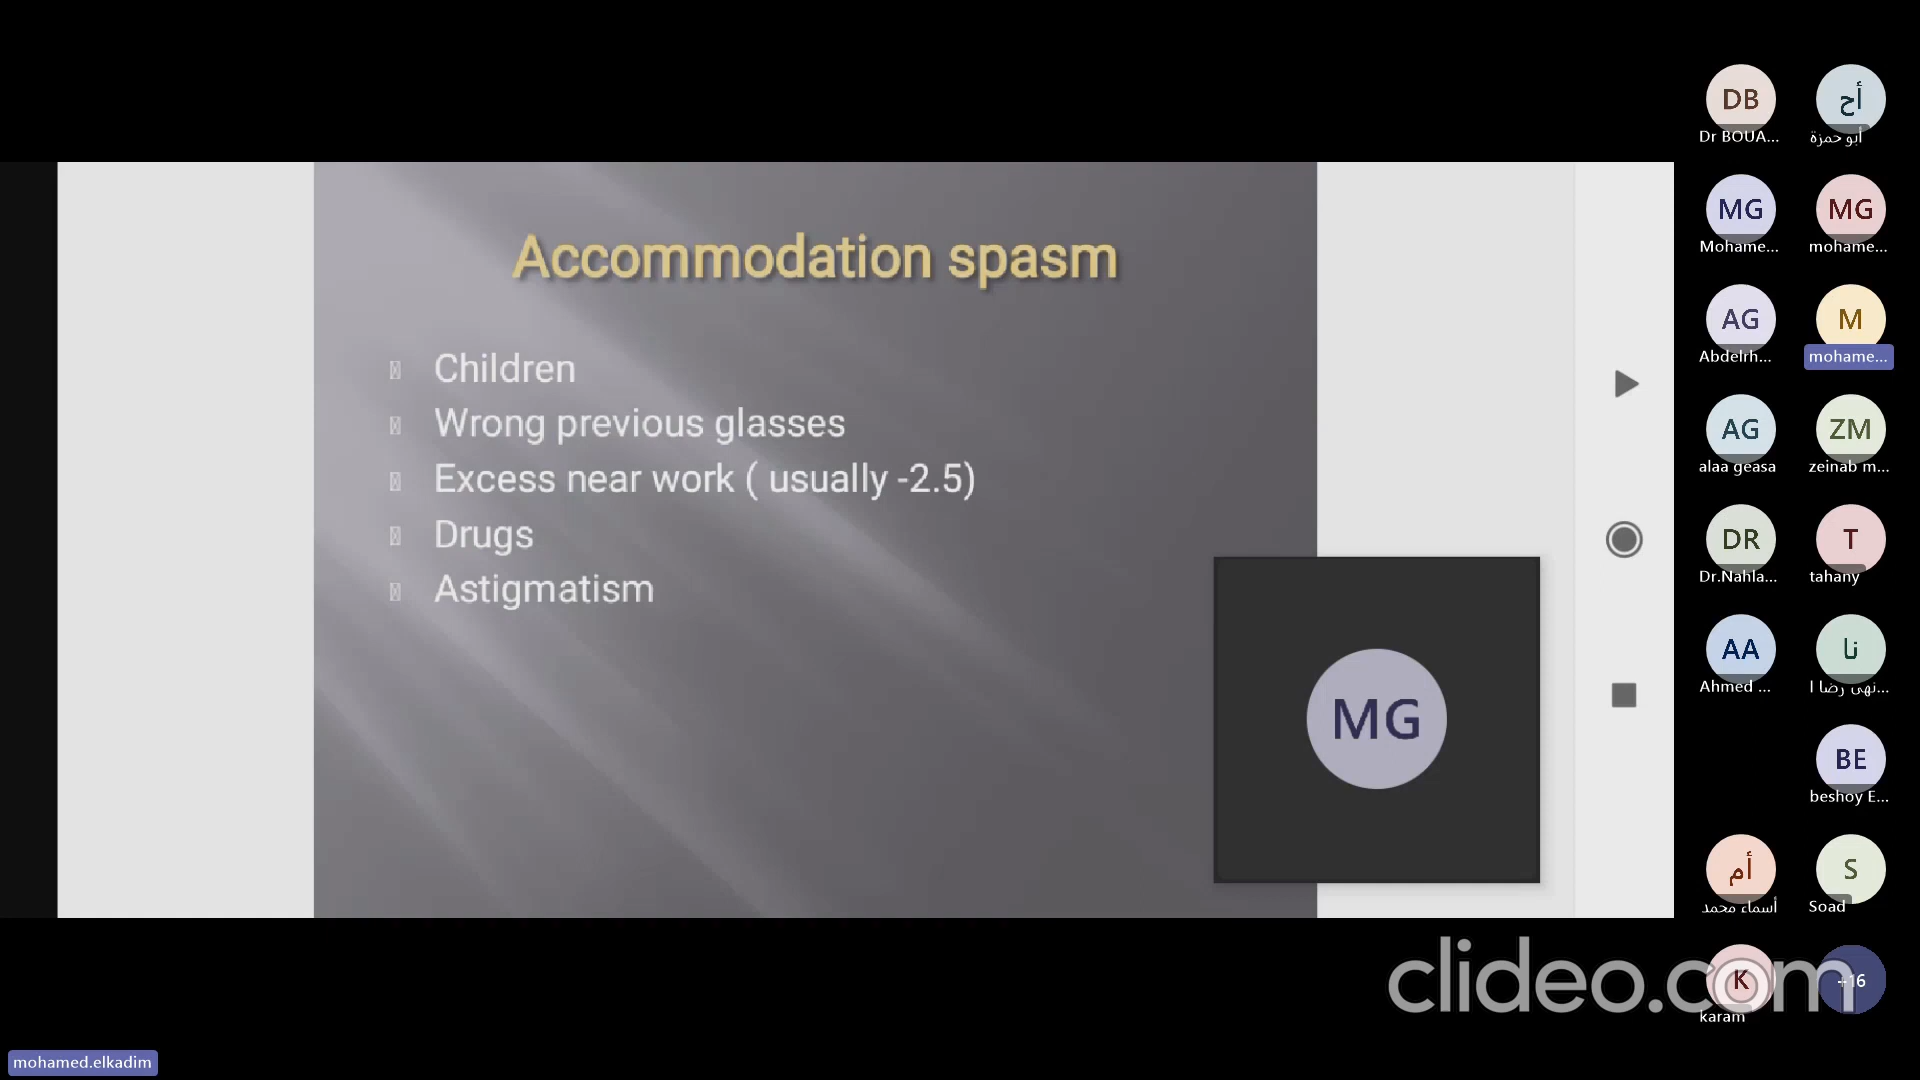 Accommodation spasm
Children
Wrong previous glasses
Excess near work ( usually -2.5)
Drugs
Astigmatism
MG
DB
Dr BOUA...
أح
أبو حمزة
MG
Mohame...
MG
mohame...
AG
Abdelrh...
M
mohame...
AG
alaa geasa
ZM
zeinab m...
DR
Dr.Nahla...
T
tahany
AA
Ahmed ...
نا
نهى رضا ا...
BE
beshoy E...
أم
أسماء محمد
S
Soad
K
karam
+16
clideo.com
mohamed.elkadim